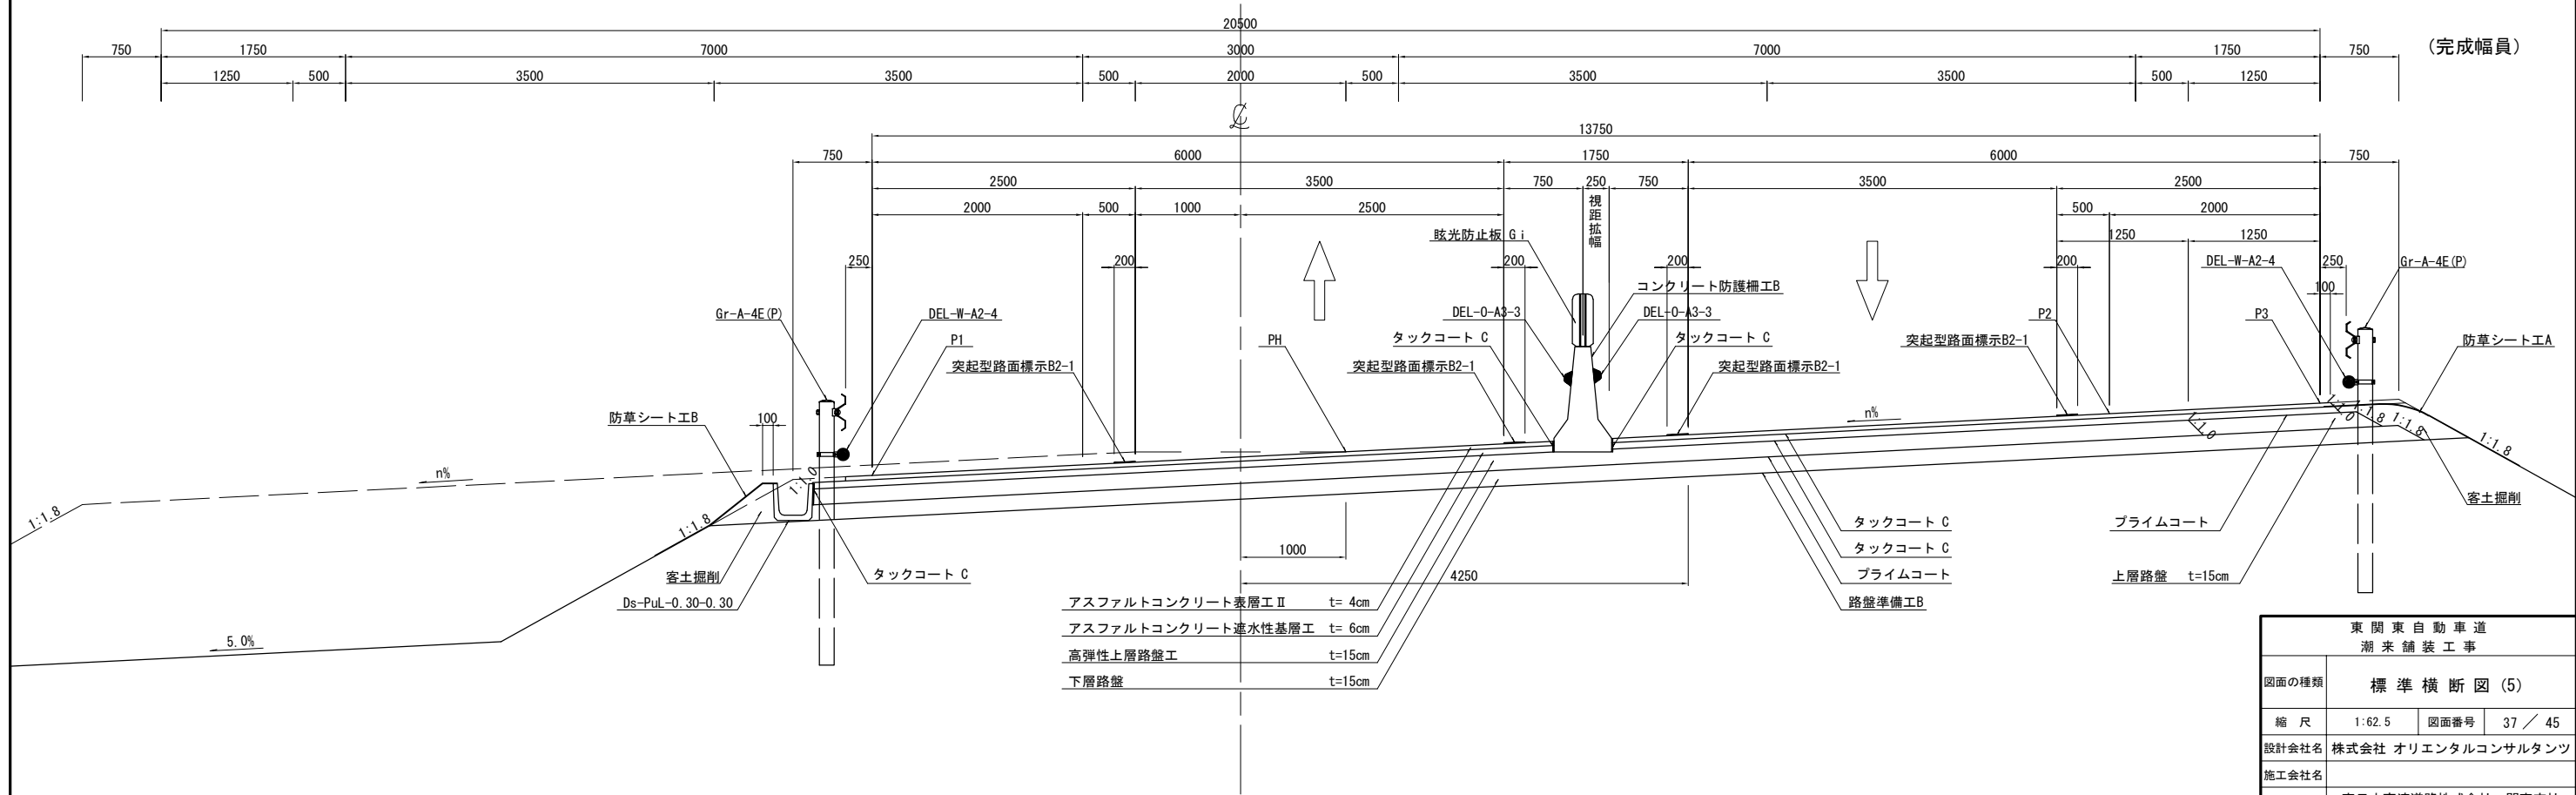 20500
750 1750 7000 3000 7000 1750 750 (完成幅員)
1250 500 3500 3500 500 2000 500 3500 3500 500 1250
13750
750 6000 1750 6000 750
2500 3500 750 250 750 3500 2500
2000 500 1000 2500 500 2000
視距拡幅
1250 1250
眩光防止板 Gi
250 200 200 200 200 250
DEL-W-A2-4 Gr-A-4E(P)
コンクリート防護柵工B
100
Gr-A-4E(P) DEL-W-A2-4 DEL-O-A3-3 DEL-O-A3-3 P2 P3
P1 PH タックコート C タックコート C 突起型路面標示B2-1 防草シート工A
突起型路面標示B2-1 突起型路面標示B2-1 突起型路面標示B2-1
防草シート工B 100 n% 1:1.0 1:1.8 1:1.8
1:1.0 1:1.8
n% 1:1.0
客土掘削
1:1.8 1:1.8 タックコート C プライムコート
1000 タックコート C
客土掘削 タックコート C 4250 プライムコート 上層路盤 t=15cm
Ds-PuL-0.30-0.30 アスファルトコンクリート表層工Ⅱ t= 4cm 路盤準備工B
アスファルトコンクリート遮水性基層工 t= 6cm
5.0%
高弾性上層路盤工 t=15cm
下層路盤 t=15cm
東関東自動車道
潮来舗装工事
図面の種類 標準横断図(5)
縮尺 1:62.5 図面番号 37／45
設計会社名 株式会社 オリエンタルコンサルタンツ
施工会社名